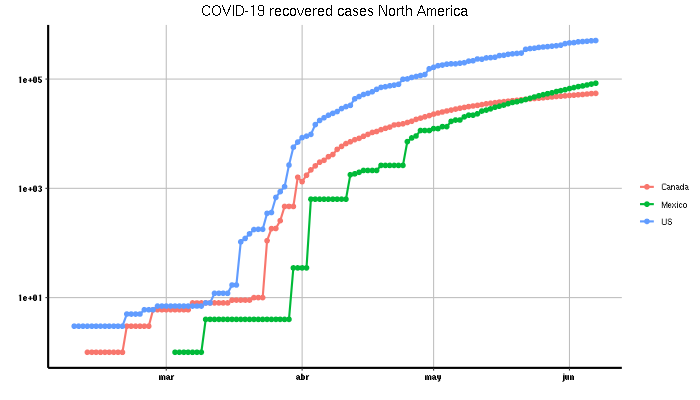 COVID-19 recovered cases North America
1e+05
1e+03
1e+01
mar
abr
may
jun
Canada
Mexico
US